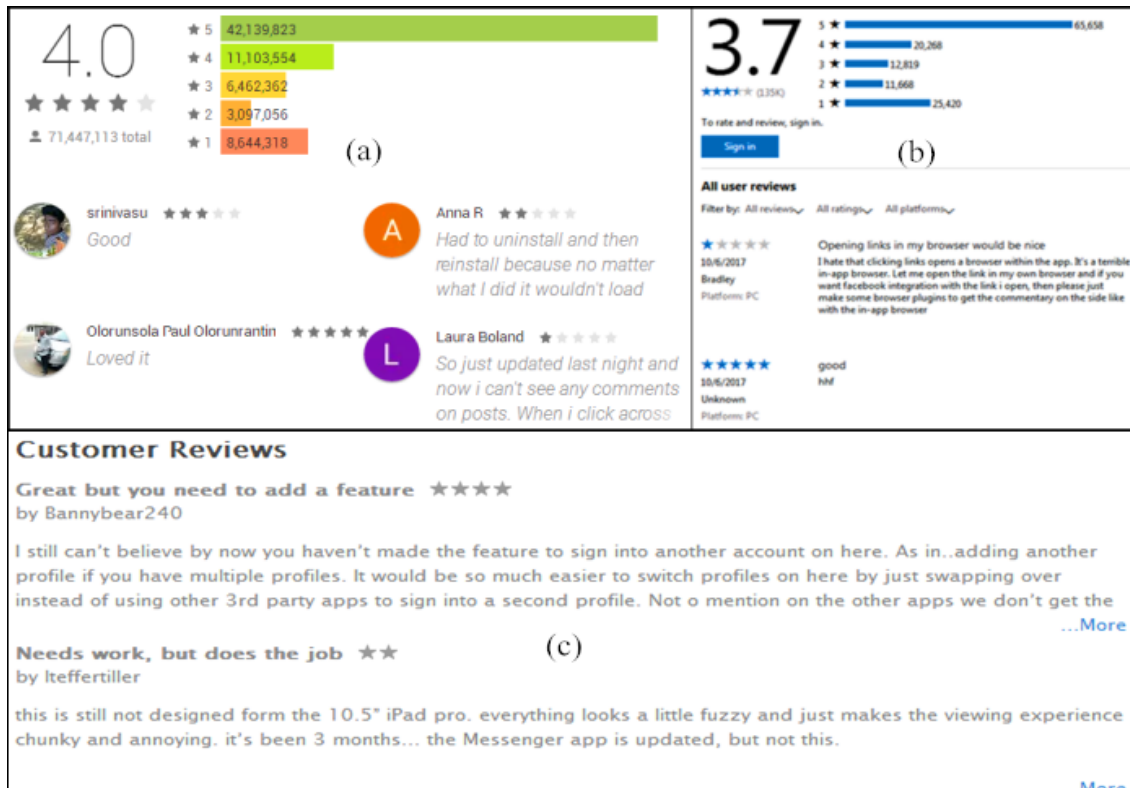 4.0
71,447,113 total
5 42,139,823
4 11,103,554
3 6,462,362
2 3,097,056
1 8,644,318
(a)
srinivasu
Good
Olorunsola Paul Olorunrantin
Loved it
A
Anna R
Had to uninstall and then
reinstall because no matter
what I did it wouldn't load
L
Laura Boland
So just updated last night and
now i can't see any comments
on posts. When i click across
3.7
(135K)
5 ★ 65,658
4 ★ 20,268
3 ★ 12,819
2 ★ 11,668
1 ★ 25,420
To rate and review, sign in.
Sign in
(b)
All user reviews
Filter by: All reviews All ratings All platforms
Opening links in my browser would be nice
10/6/2017
Bradley
Platforms: PC
I hate that clicking links opens a browser within the app. It's a terrible
in-app browser. Let me open the link in my own browser and if you
want facebook integration with the link i open, then please just
make some browser plugins to get the commentary on the side like
with the in-app browser
good
10/6/2017
hhf
Unknown
Platforms: PC
Customer Reviews
Great but you need to add a feature ★★★★
by Bannybear240
I still can't believe by now you haven't made the feature to sign into another account on here. As in..adding another
profile if you have multiple profiles. It would be so much easier to switch profiles on here by just swapping over
instead of using other 3rd party apps to sign into a second profile. Not o mention on the other apps we don't get the
...More
Needs work, but does the job ★★
(c)
by lteffertiller
this is still not designed form the 10.5" iPad pro. everything looks a little fuzzy and just makes the viewing experience
chunky and annoying. it's been 3 months... the Messenger app is updated, but not this.
More